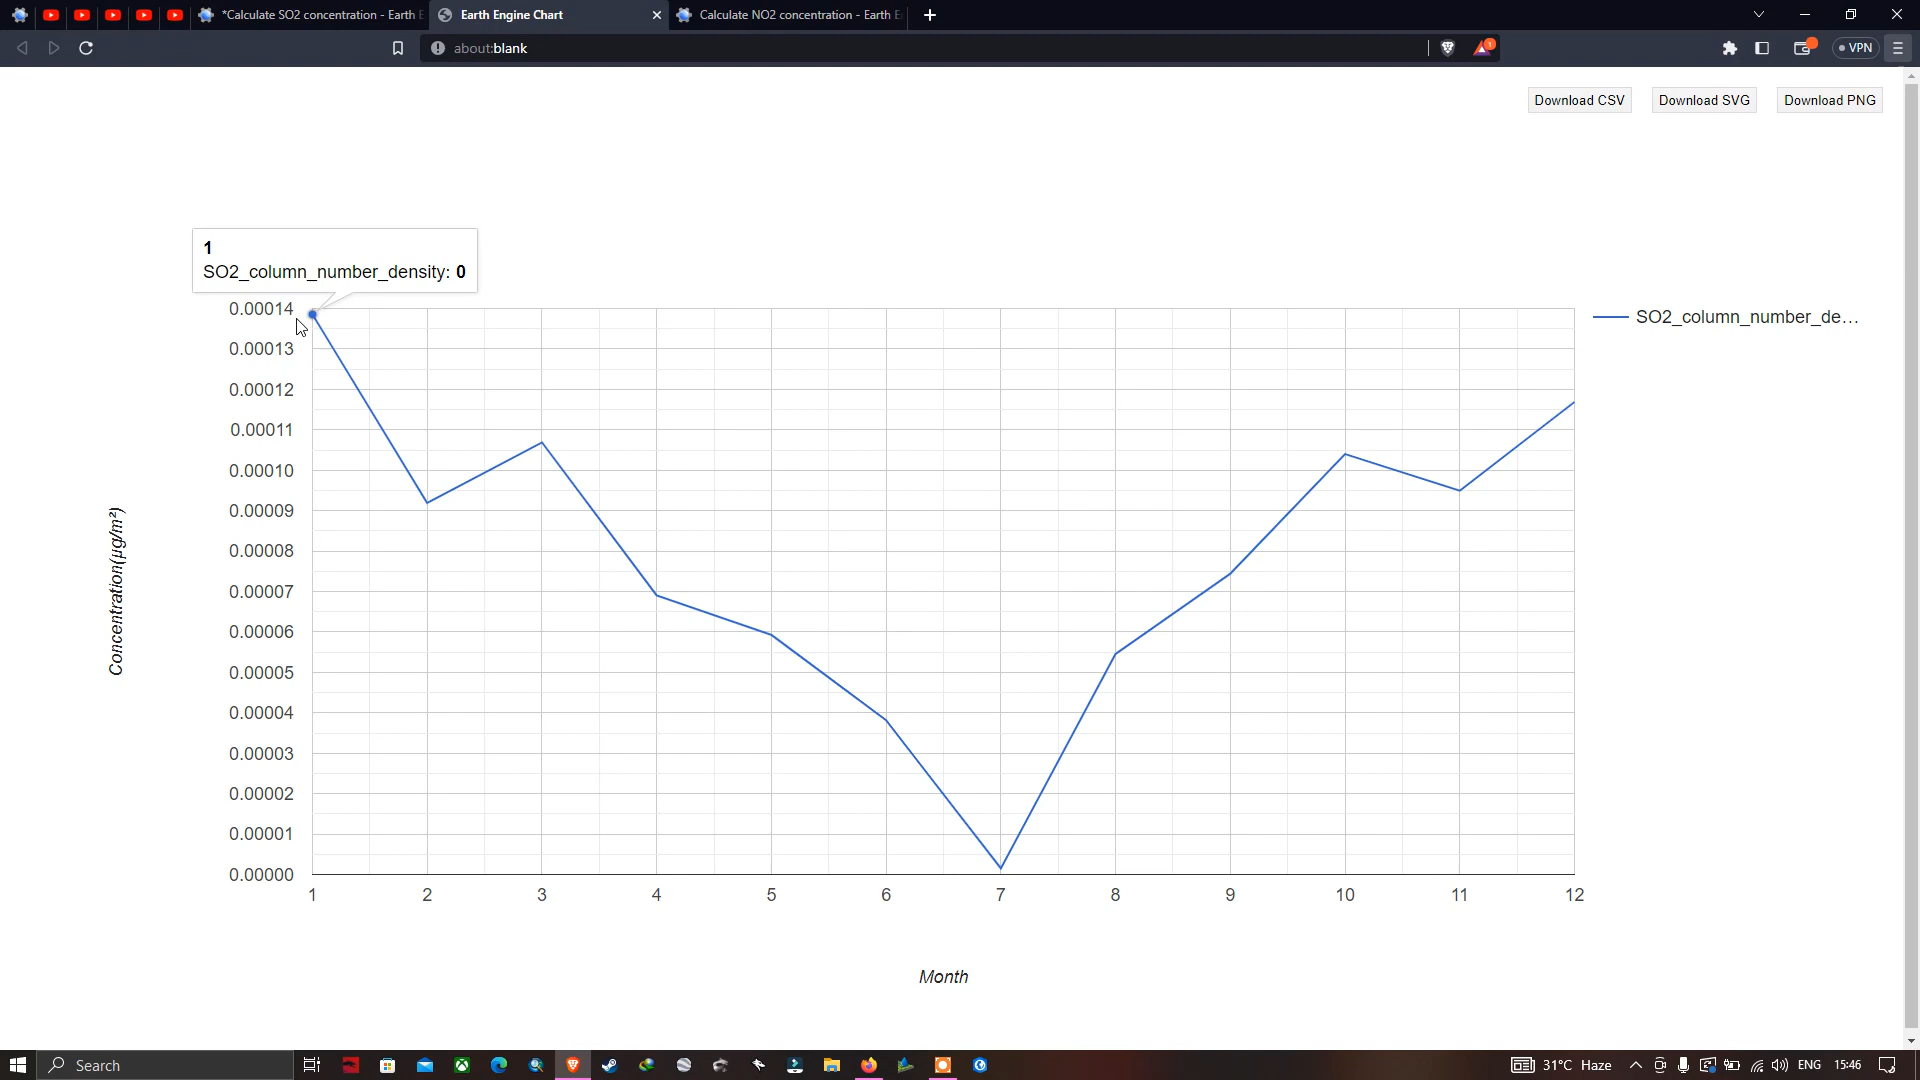 *Calculate SO2 concentration - Earth E
Earth Engine Chart
Calculate NO2 concentration - Earth E
about:blank
1
VPN
Download CSV
Download SVG
Download PNG
1
SO2_column_number_density: 0
0.00014
0.00013
0.00012
0.00011
0.00010
0.00009
0.00008
0.00007
0.00006
0.00005
0.00004
0.00003
0.00002
0.00001
0.00000
SO2_column_number_de…
Concentration(µg/m²)
1 2 3 4 5 6 7 8 9 10 11 12
Month
Search
31°C Haze
ENG
15:46